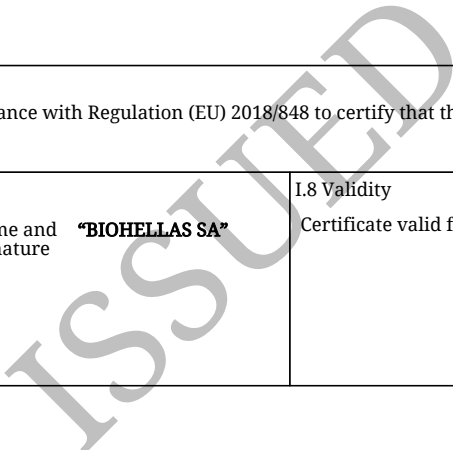 ance with Regulation (EU) 2018/848 to certify that th
I.8 Validity
me and "BIOHELLAS SA"
nature
Certificate valid f
ISSUED